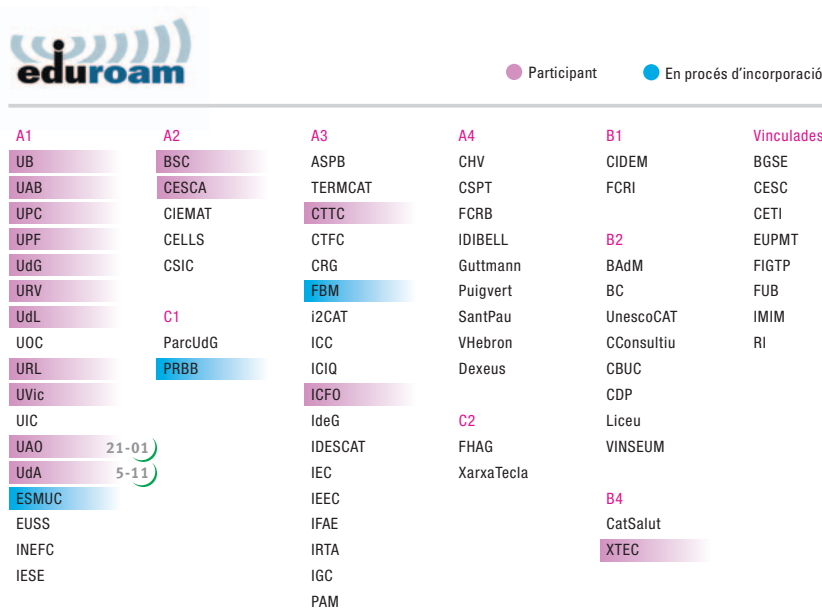 eduroam
Participant
En procés d'incorporació
A1
UB
UAB
UPC
UPF
UdG
URV
UdL
UOC
URL
UVic
UIC
UAO 21-01
UdA 5-11
ESMUC
EUSS
INEFC
IESE
A2
BSC
CESCA
CIEMAT
CELLS
CSIC
C1
ParcUdG
PRBB
A3
ASPB
TERMCAT
CTTC
CTFC
CRG
FBM
i2CAT
ICC
ICIQ
ICFO
IdeG
IDESCAT
IEC
IEEC
IFAE
IRTA
IGC
PAM
A4
CHV
CSPT
FCRB
IDIBELL
Guttmann
Puigvert
SantPau
VHebron
Dexeus
C2
FHAG
XarxaTecla
B1
CIDEM
FCRI
B2
BAdM
BC
UnescoCAT
CConsultiu
CBUC
CDP
Liceu
VINSEUM
B4
CatSalut
XTEC
Vinculades
BGSE
CESC
CETI
EUPMT
FIGTP
FUB
IMIM
RI